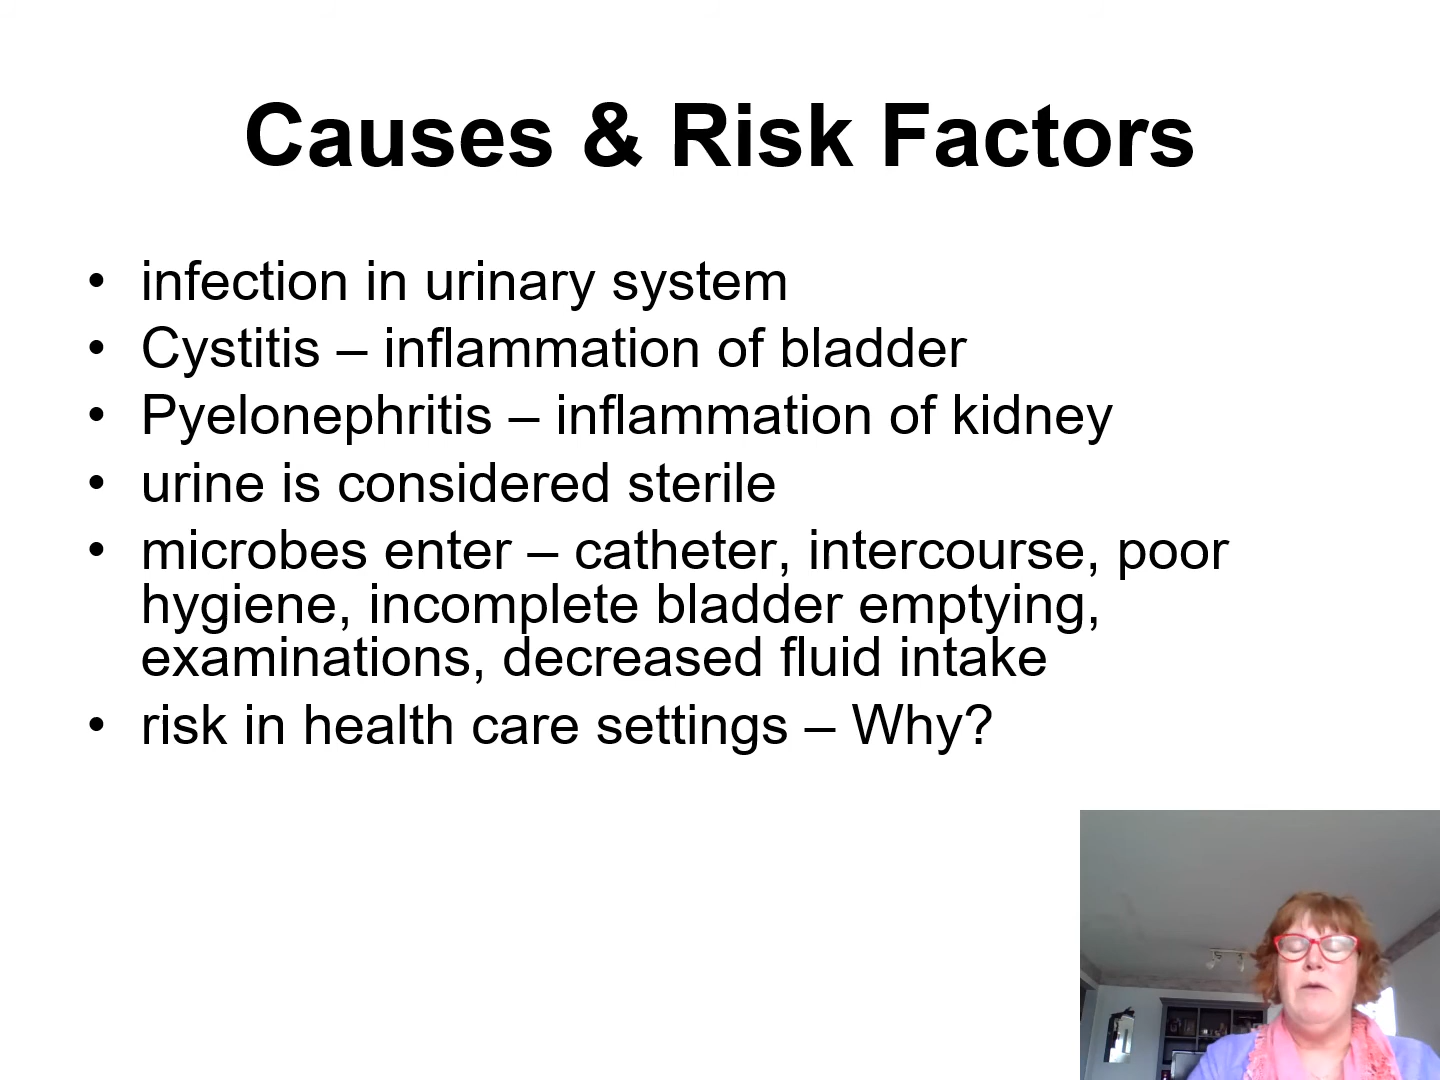 Causes & Risk Factors
• infection in urinary system
• Cystitis – inflammation of bladder
• Pyelonephritis – inflammation of kidney
• urine is considered sterile
• microbes enter – catheter, intercourse, poor
hygiene, incomplete bladder emptying,
examinations, decreased fluid intake
• risk in health care settings – Why?